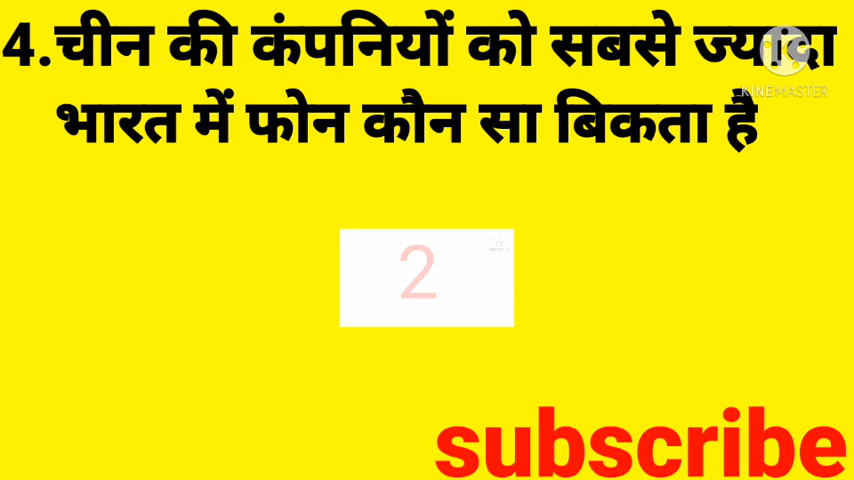 4.चीन की कंपनियों को सबसे ज्यादा
भारत में फोन कौन सा बिकता है
KINEMASTER
2
subscribe